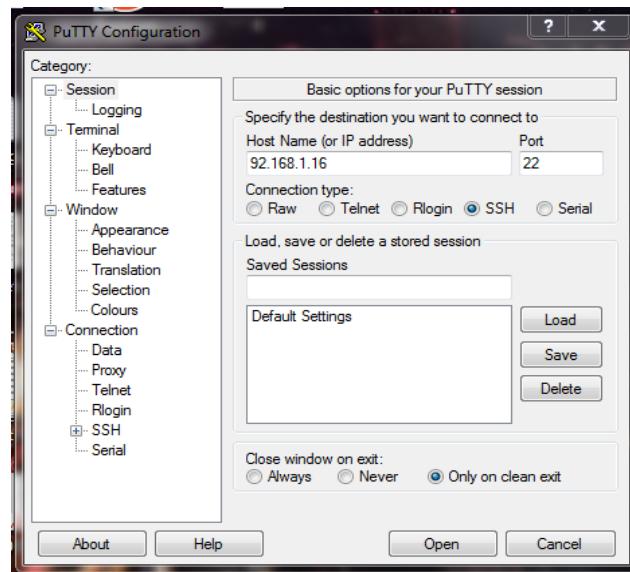 PuTTY Configuration
? x
Category:
Session
Logging
Terminal
Keyboard
Bell
Features
Window
Appearance
Behaviour
Translation
Selection
Colours
Connection
Data
Proxy
Telnet
Rlogin
SSH
Serial
Basic options for your PuTTY session
Specify the destination you want to connect to
Host Name (or IP address) Port
92.168.1.16 22
Connection type:
Raw Telnet Rlogin SSH Serial
Load, save or delete a stored session
Saved Sessions
Default Settings
Load
Save
Delete
Close window on exit:
Always Never Only on clean exit
About Help Open Cancel